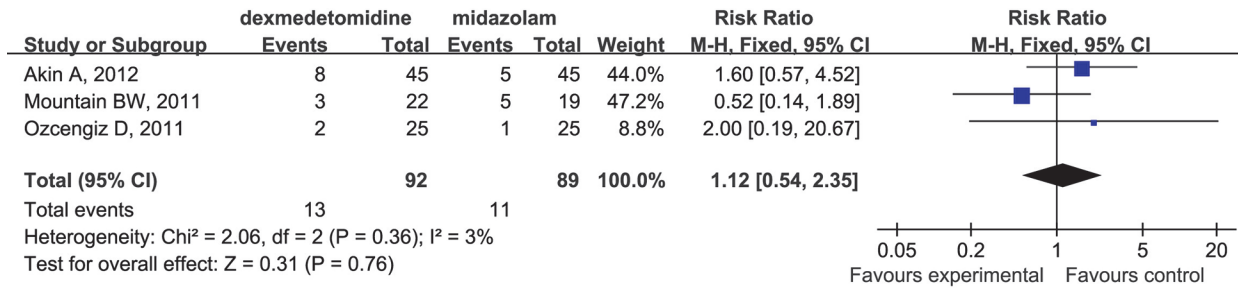 dexmedetomidine midazolam Risk Ratio Risk Ratio
Study or Subgroup Events Total Events Total Weight M-H, Fixed, 95% CI M-H, Fixed, 95% CI
Akin A, 2012 8 45 5 45 44.0% 1.60 [0.57, 4.52]
Mountain BW, 2011 3 22 5 19 47.2% 0.52 [0.14, 1.89]
Ozcengiz D, 2011 2 25 1 25 8.8% 2.00 [0.19, 20.67]
Total (95% CI) 92 89 100.0% 1.12 [0.54, 2.35]
Total events 13 11
Heterogeneity: Chi² = 2.06, df = 2 (P = 0.36); I² = 3%
Test for overall effect: Z = 0.31 (P = 0.76)
0.05 0.2 1 5 20
Favours experimental Favours control